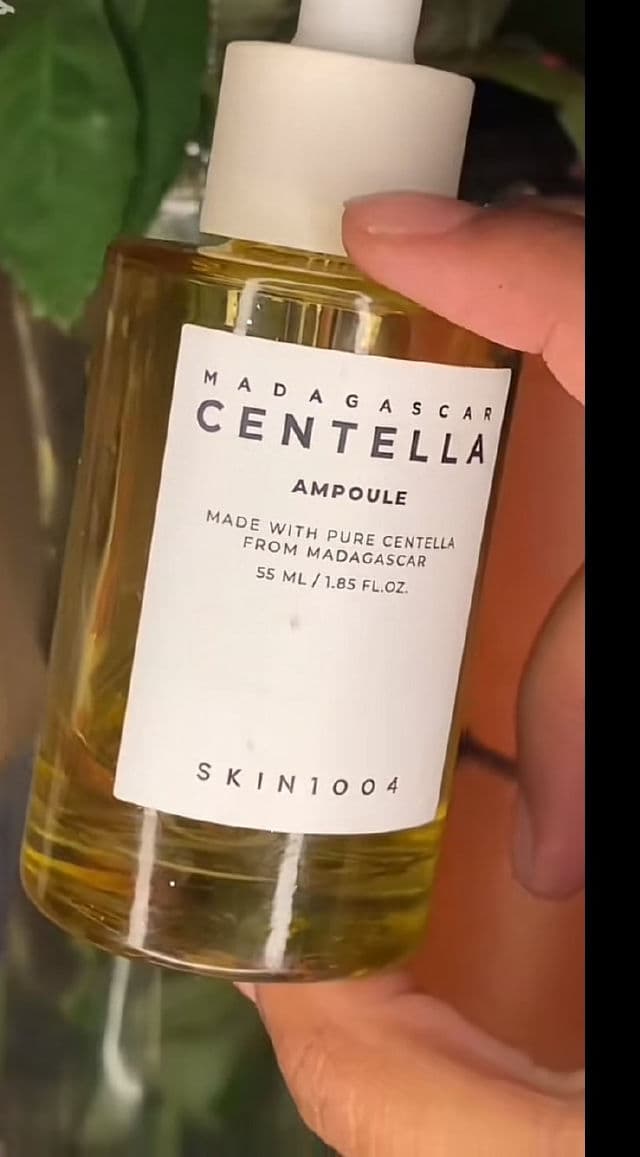 MADAGASCAR
CENTELLA
AMPOULE
MADE WITH PURE CENTELLA
FROM MADAGASCAR
55 ML / 1.85 FL.OZ.
SKIN1004